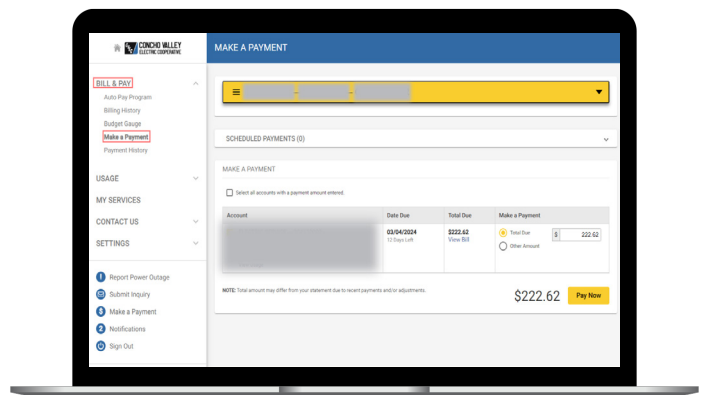 CONCHO VALLEY
ELECTRIC COOPERATIVE
MAKE A PAYMENT
BILL & PAY
Auto Pay Program
Billing History
Budget Gauge
Make a Payment
Payment History
USAGE
MY SERVICES
CONTACT US
SETTINGS
Report Power Outage
Submit Inquiry
Make a Payment
Notifications
Sign Out
SCHEDULED PAYMENTS (0)
MAKE A PAYMENT
Select all accounts with a payment amount entered.
Account Date Due Total Due Make a Payment
03/04/2024 $222.62 Total Due $ 222.62
12 Days Left View Bill Other Amount
NOTE: Total amount may differ from your statement due to recent payments and/or adjustments.
$222.62 Pay Now